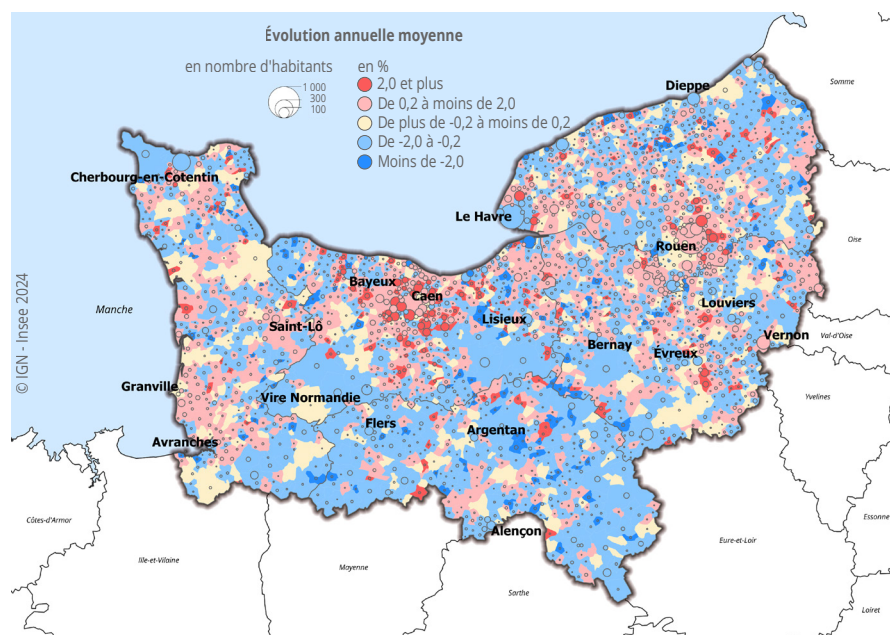 Évolution annuelle moyenne
en nombre d'habitants
en %
1 000
300
100
2,0 et plus
De 0,2 à moins de 2,0
De plus de -0,2 à moins de 0,2
De -2,0 à -0,2
Moins de -2,0
Dieppe
Somme
Cherbourg-en-Cotentin
Le Havre
Rouen
Oise
Bayeux
Caen
Manche
Saint-Lô
Lisieux
Louviers
Bernay
Évreux
Vernon
Val-d'Oise
Granville
Vire Normandie
Yvelines
Flers
Argentan
Avranches
Côtes-d'Armor
Ille-et-Vilaine
Mayenne
Alençon
Sarthe
Eure-et-Loir
Essonne
Loiret
© IGN - Insee 2024